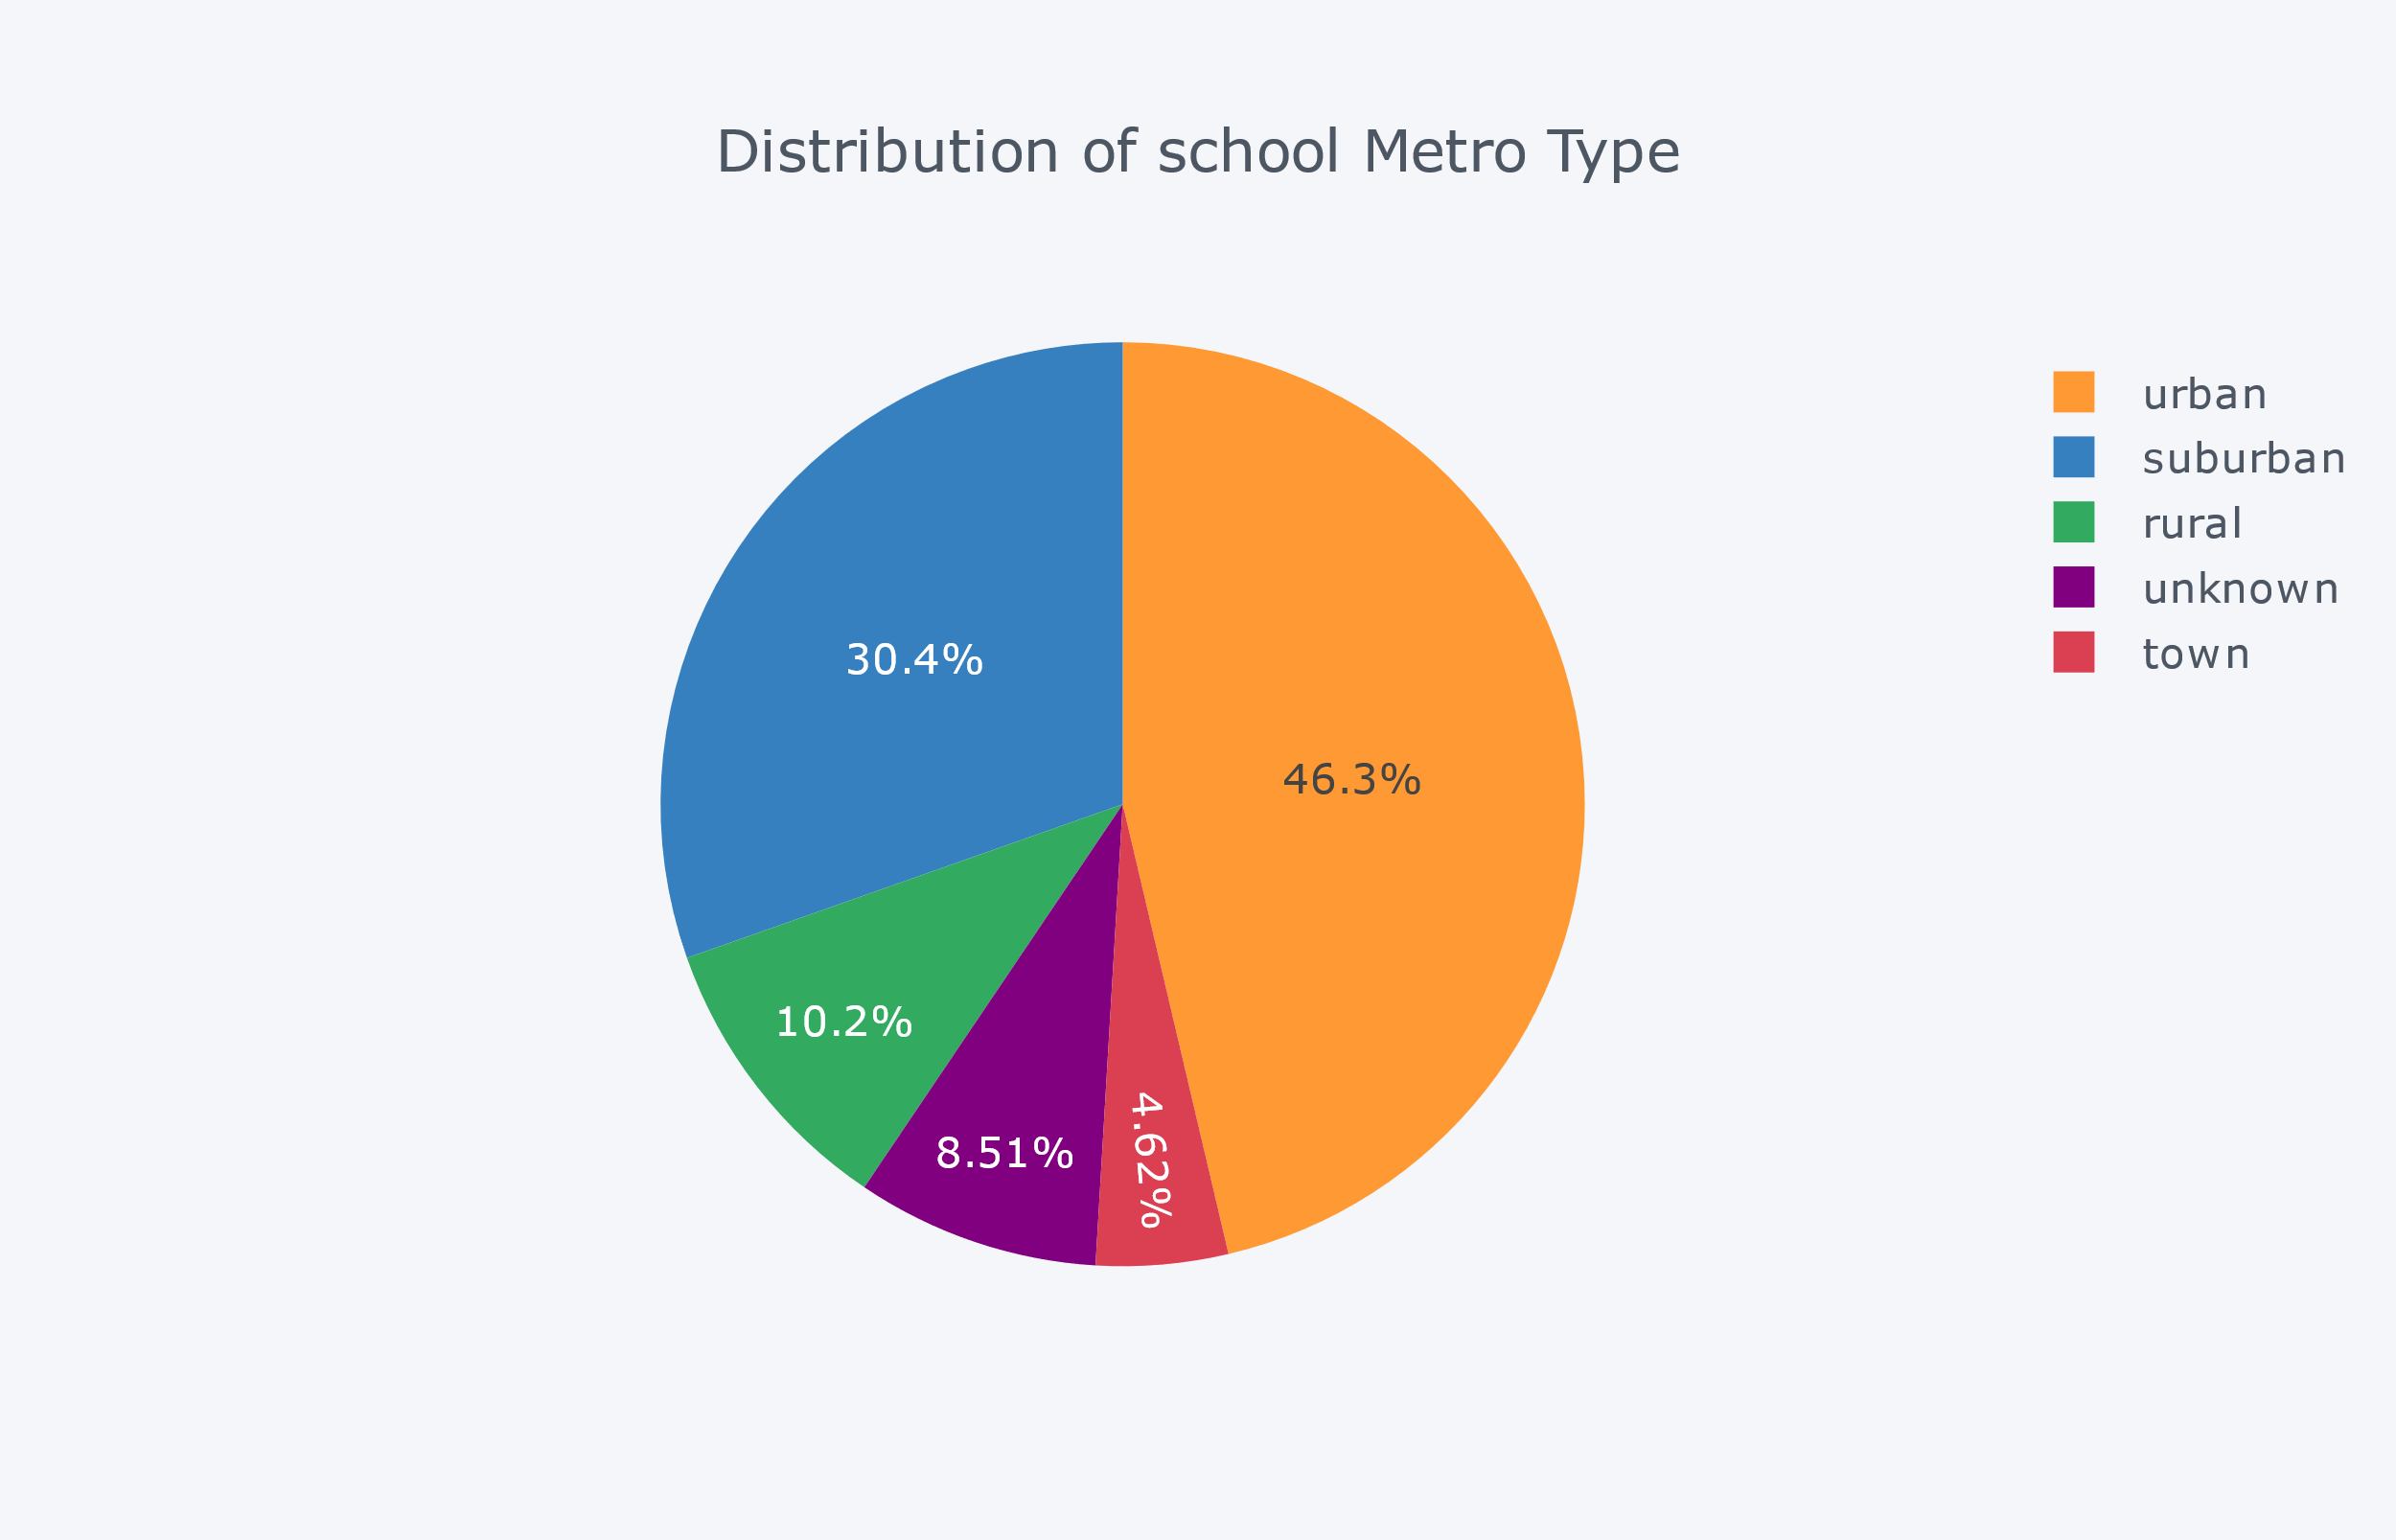 Distribution of school Metro Type
urban
suburban
rural
unknown
town
30.4%
46.3%
10.2%
8.51%
4.62%